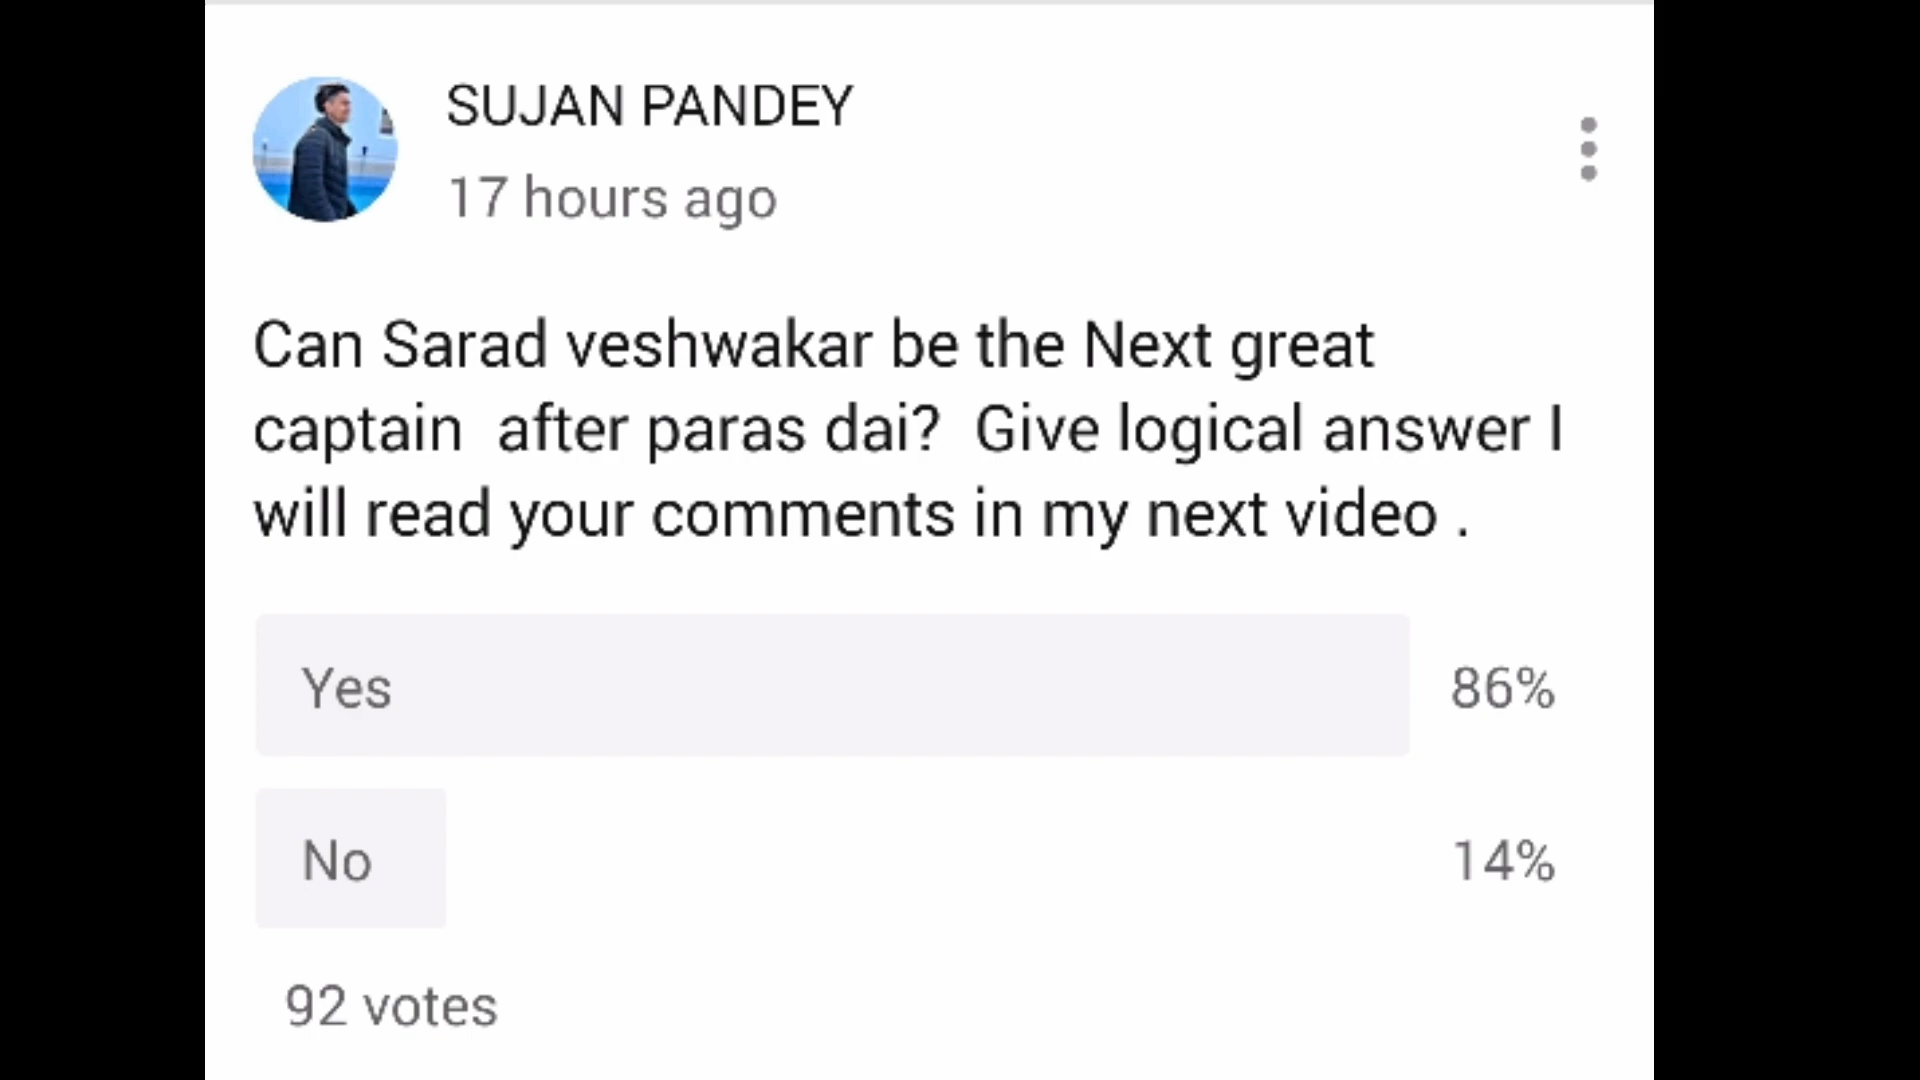 SUJAN PANDEY
17 hours ago
Can Sarad veshwakar be the Next great
captain  after paras dai?  Give logical answer I
will read your comments in my next video .
Yes
86%
No
14%
92 votes